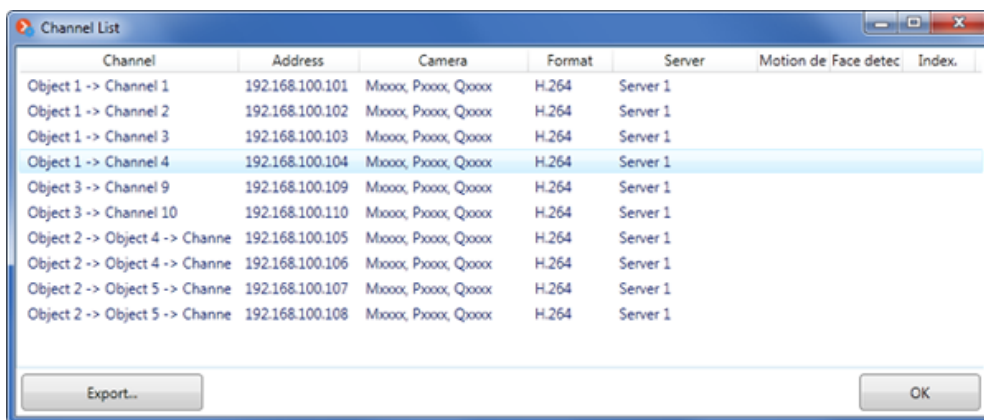 Channel List
Channel Address Camera Format Server Motion de Face detec Index.
Object 1 -> Channel 1 192.168.100.101 Mxxxx, Pxxxx, Qxxxx H.264 Server 1
Object 1 -> Channel 2 192.168.100.102 Mxxxx, Pxxxx, Qxxxx H.264 Server 1
Object 1 -> Channel 3 192.168.100.103 Mxxxx, Pxxxx, Qxxxx H.264 Server 1
Object 1 -> Channel 4 192.168.100.104 Mxxxx, Pxxxx, Qxxxx H.264 Server 1
Object 3 -> Channel 9 192.168.100.109 Mxxxx, Pxxxx, Qxxxx H.264 Server 1
Object 3 -> Channel 10 192.168.100.110 Mxxxx, Pxxxx, Qxxxx H.264 Server 1
Object 2 -> Object 4 -> Channe 192.168.100.105 Mxxxx, Pxxxx, Qxxxx H.264 Server 1
Object 2 -> Object 4 -> Channe 192.168.100.106 Mxxxx, Pxxxx, Qxxxx H.264 Server 1
Object 2 -> Object 5 -> Channe 192.168.100.107 Mxxxx, Pxxxx, Qxxxx H.264 Server 1
Object 2 -> Object 5 -> Channe 192.168.100.108 Mxxxx, Pxxxx, Qxxxx H.264 Server 1
Export... OK